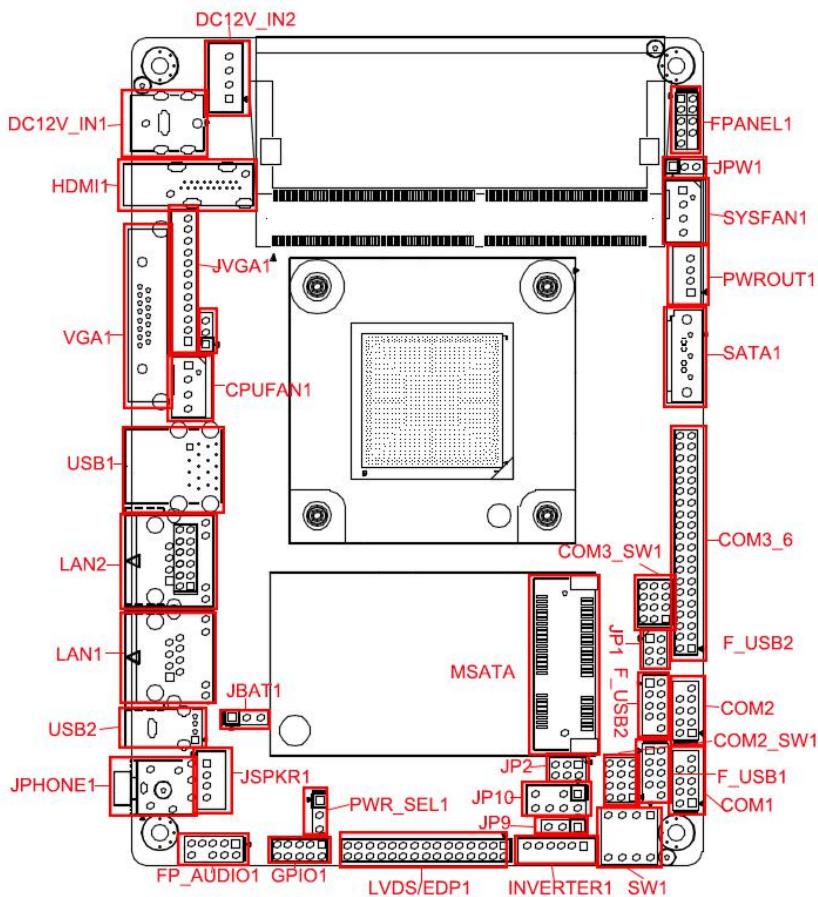 DC12V_IN2
DC12V_IN1
FPANEL1
HDMI1
JPW1
SYSFAN1
JVGA1
PWROUT1
VGA1
SATA1
CPUFAN1
USB1
COM3_SW1
COM3_6
LAN2
JP1
F_USB2
LAN1
MSATA
F_USB2
JBAT1
COM2
USB2
COM2_SW1
JP2
F_USB1
JPHONE1
JSPKR1
JP10
COM1
PWR_SEL1
JP9
FP_AUDIO1
GPIO1
LVDS/EDP1
INVERTER1
SW1